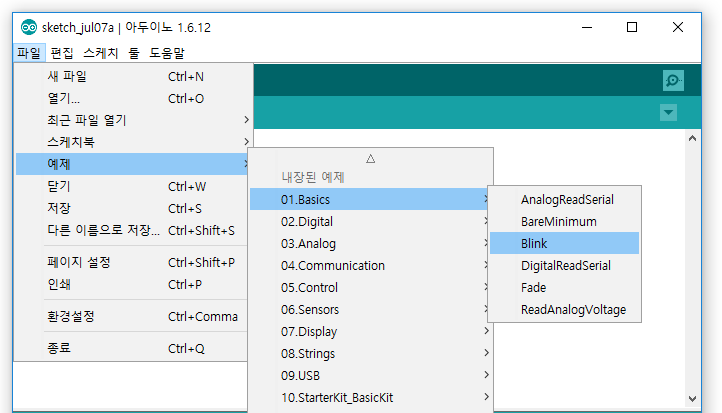 sketch_jul07a | 아두이노 1.6.12
파일 편집 스케치 툴 도움말
새 파일 Ctrl+N
열기... Ctrl+O
최근 파일 열기
스케치북
예제
닫기 Ctrl+W
저장 Ctrl+S
다른 이름으로 저장... Ctrl+Shift+S
페이지 설정 Ctrl+Shift+P
인쇄 Ctrl+P
환경설정 Ctrl+Comma
종료 Ctrl+Q
내장된 예제
01.Basics
02.Digital
03.Analog
04.Communication
05.Control
06.Sensors
07.Display
08.Strings
09.USB
10.StarterKit_BasicKit
AnalogReadSerial
BareMinimum
Blink
DigitalReadSerial
Fade
ReadAnalogVoltage